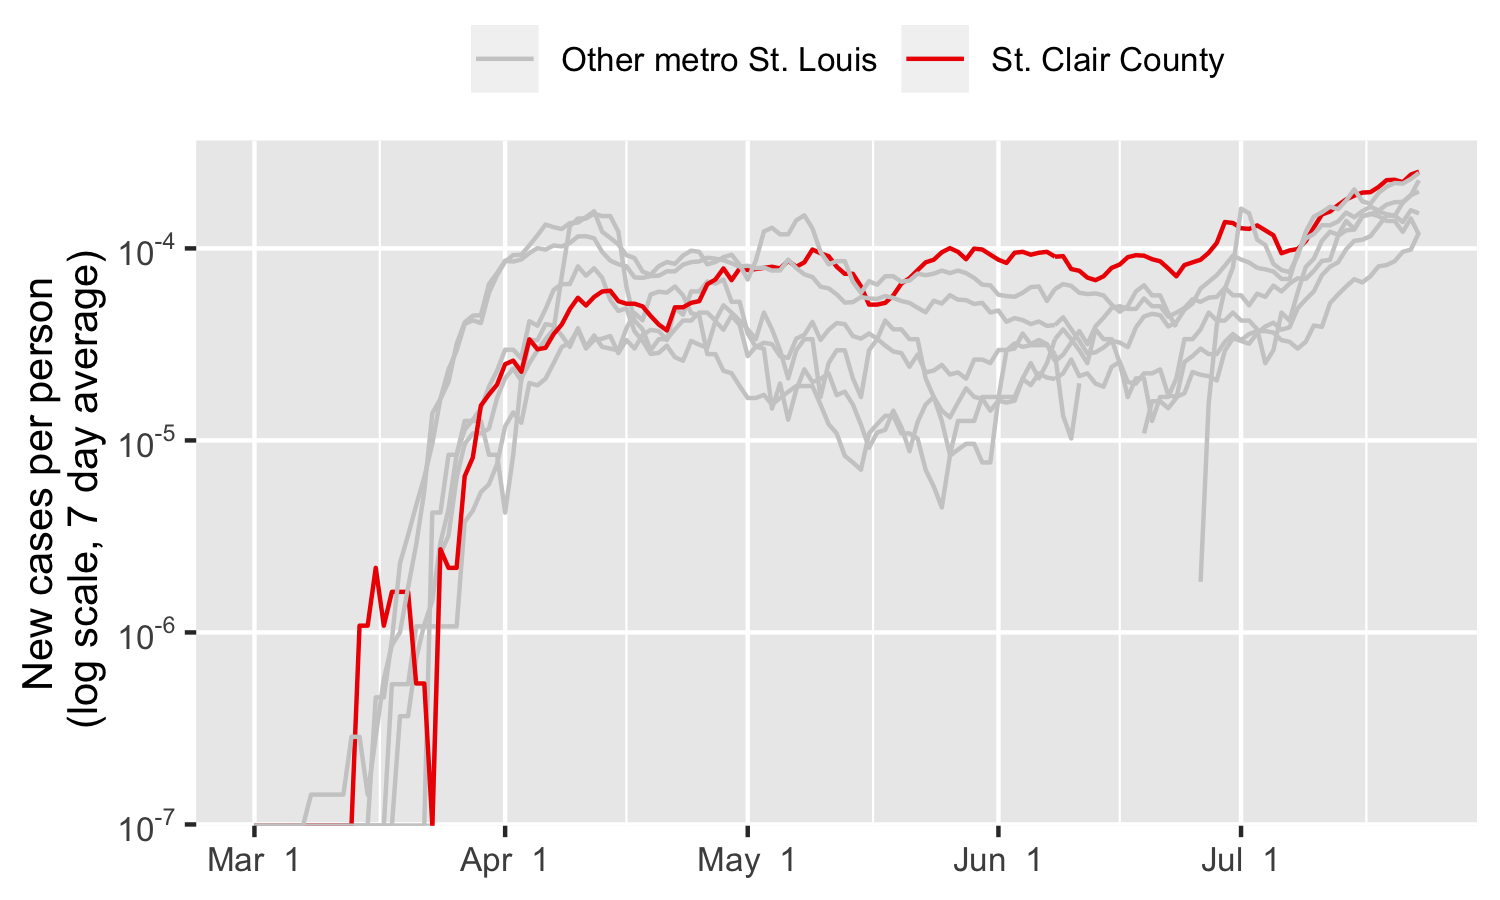 Other metro St. Louis St. Clair County
New cases per person
(log scale, 7 day average)
10⁻⁴
10⁻⁵
10⁻⁶
10⁻⁷
Mar 1 Apr 1 May 1 Jun 1 Jul 1